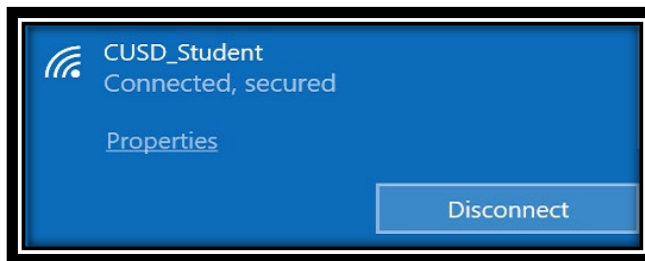 CUSD_Student
Connected, secured
Properties
Disconnect